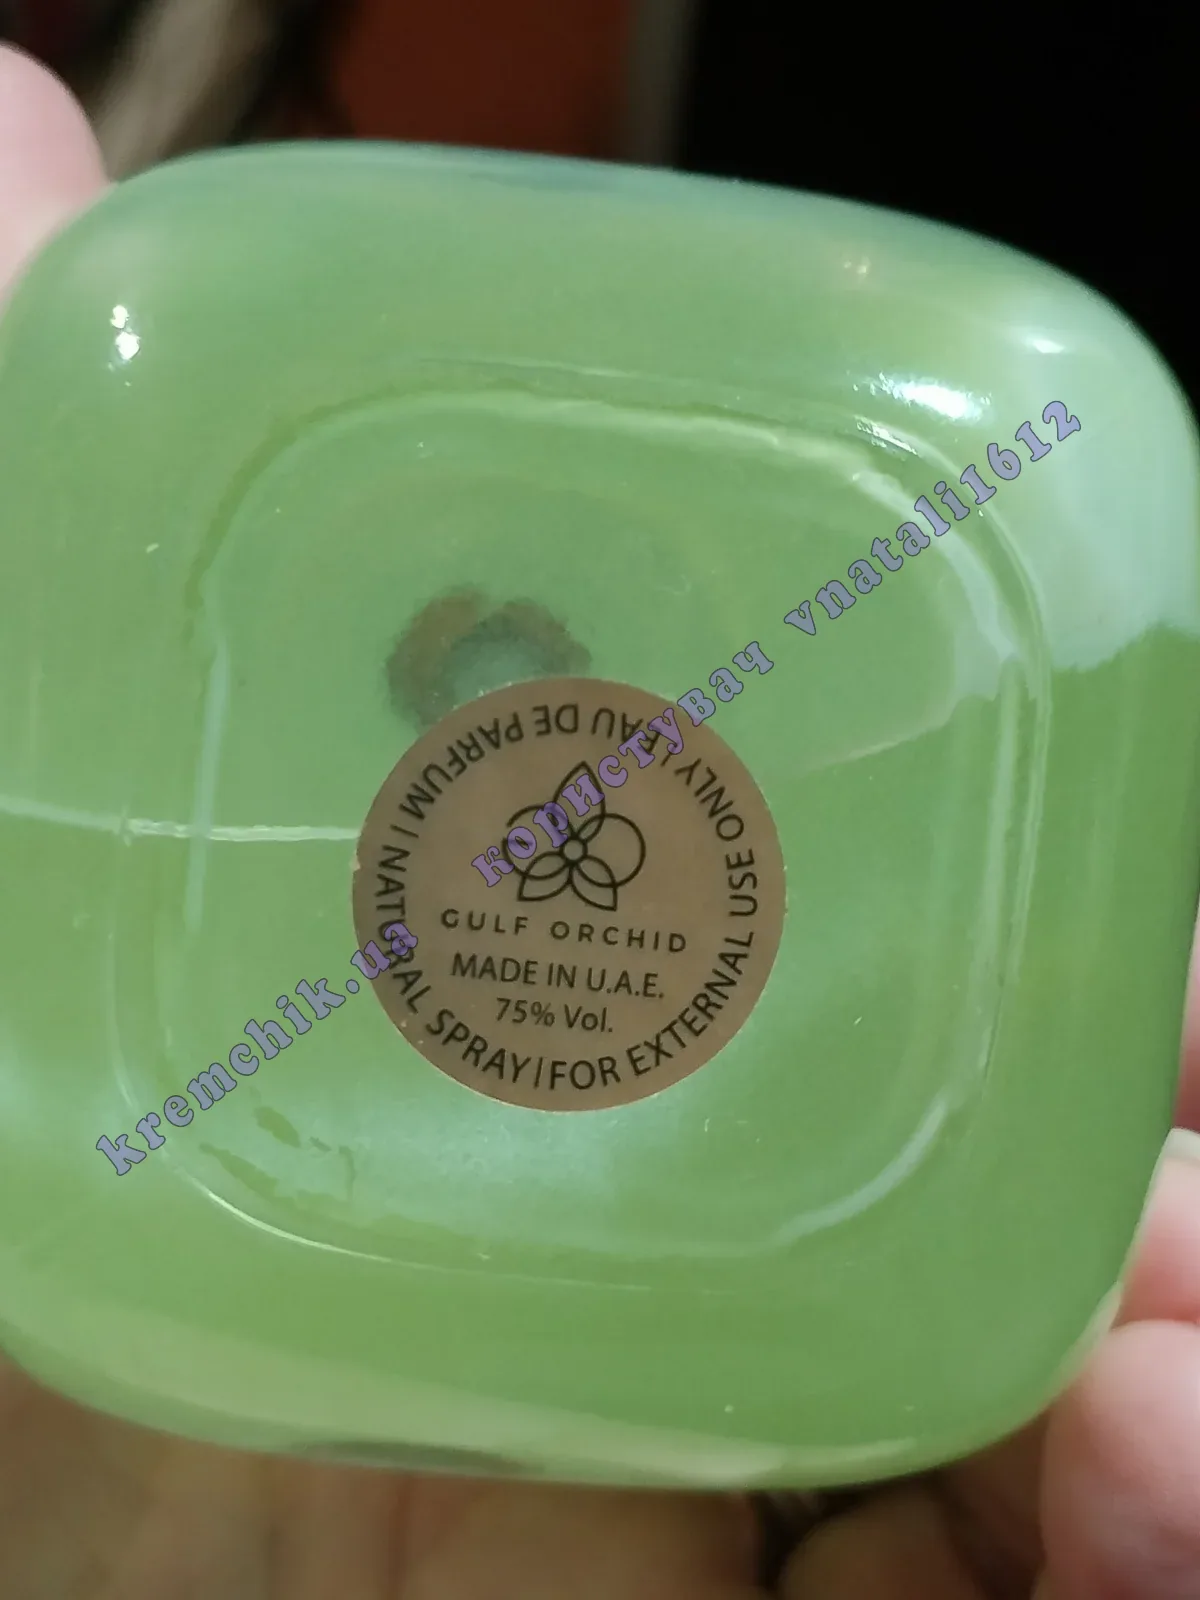 EAU DE PARFUM | NATURAL SPRAY | FOR EXTERNAL USE ONLY |
GULF ORCHID
MADE IN U.A.E.
75% Vol.
kremchik.ua користувач vnatali1612